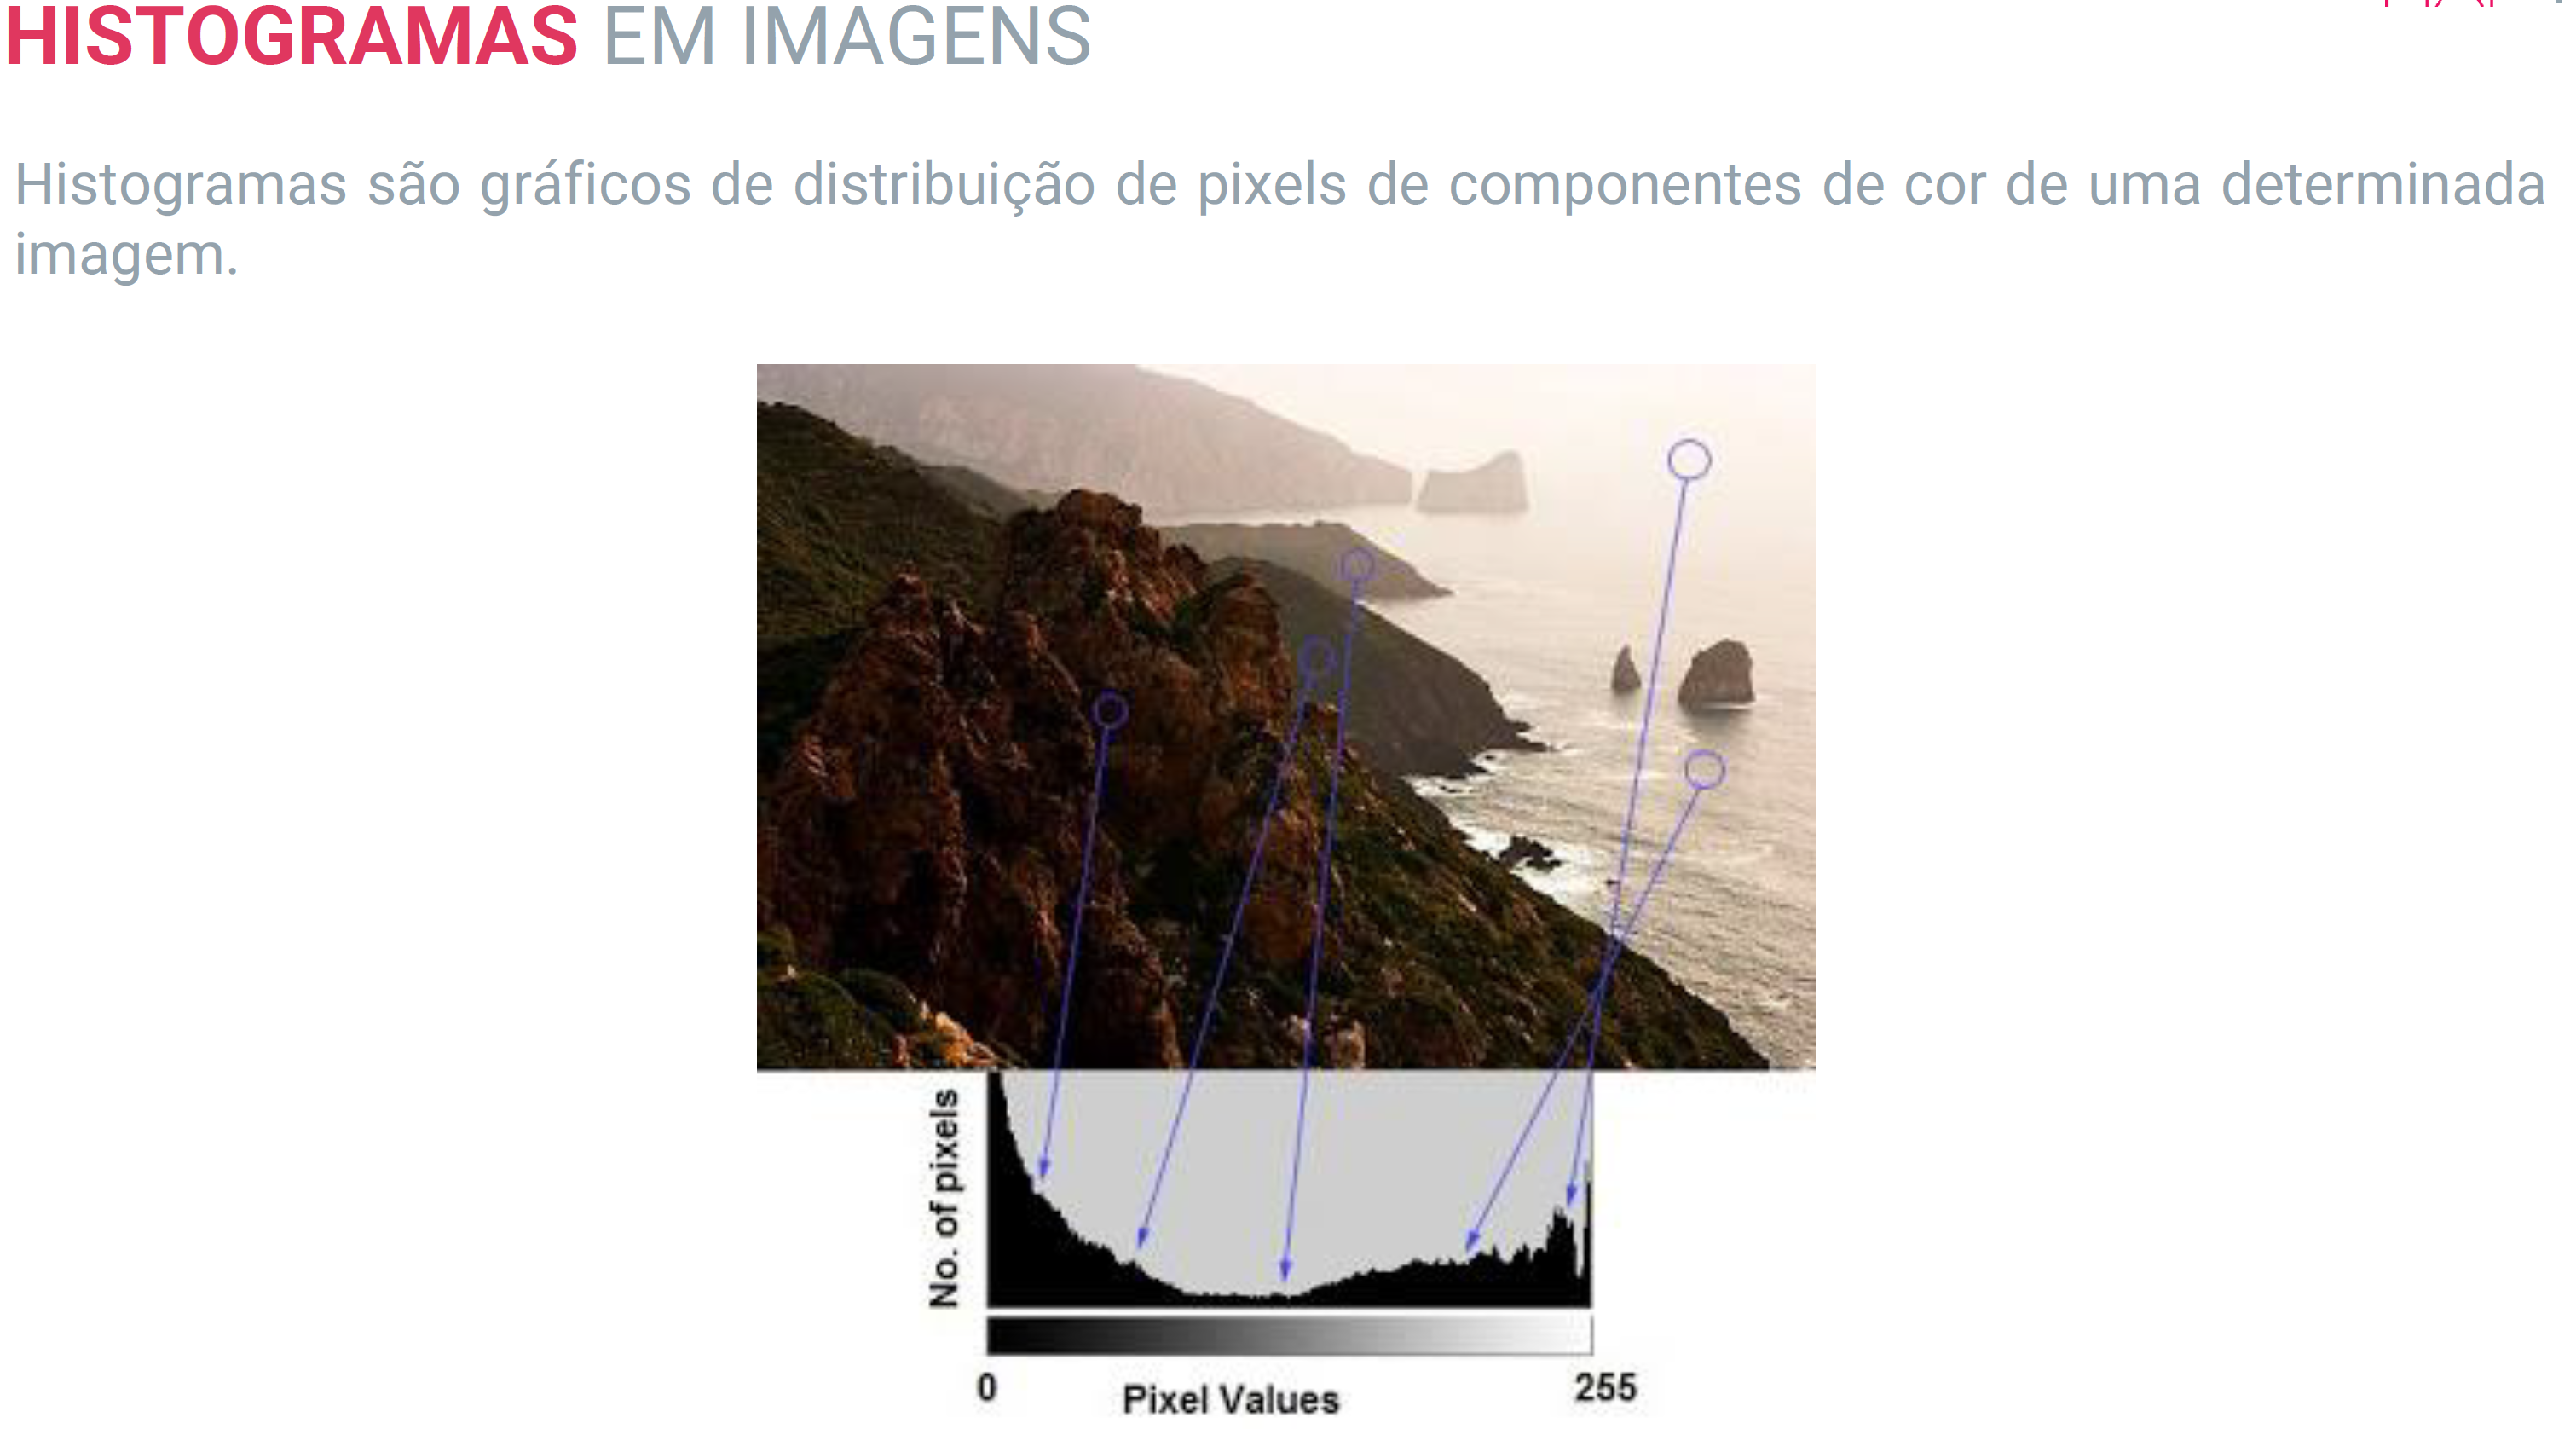 HISTOGRAMAS EM IMAGENS
Histogramas são gráficos de distribuição de pixels de componentes de cor de uma determinada
imagem.
No. of pixels
0
255
Pixel Values